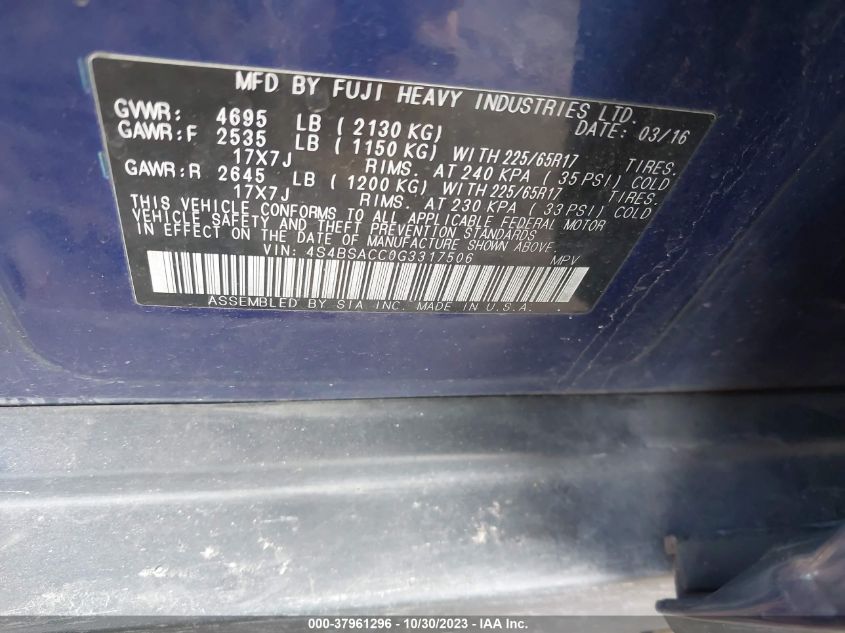 MFD BY FUJI HEAVY INDUSTRIES LTD.
GVWR: 4695 LB ( 2130 KG) DATE: 03/16
GAWR:F 2535 LB ( 1150 KG) WITH 225/65R17 TIRES.
17X7J RIMS. AT 240 KPA ( 35 PSI) COLD
GAWR:R 2645 LB ( 1200 KG) WITH 225/65R17 TIRES.
17X7J RIMS. AT 230 KPA ( 33 PSI) COLD
THIS VEHICLE CONFORMS TO ALL APPLICABLE FEDERAL MOTOR
VEHICLE SAFETY AND THEFT PREVENTION STANDARDS
IN EFFECT ON THE DATE OF MANUFACTURE SHOWN ABOVE.
VIN: 4S4BSACC0G3317506 MPV
ASSEMBLED BY SIA INC. MADE IN U.S.A.
000-37961296 - 10/30/2023 - IAA Inc.